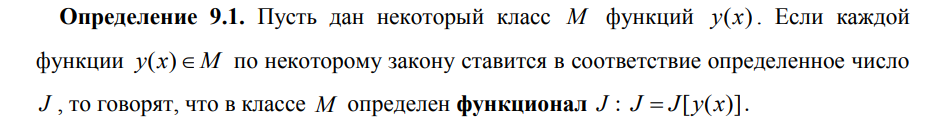 Определение 9.1. Пусть дан некоторый класс M функций y(x). Если каждой
функции y(x)∈M по некоторому закону ставится в соответствие определенное число
J , то говорят, что в классе M определен функционал J : J = J[y(x)].